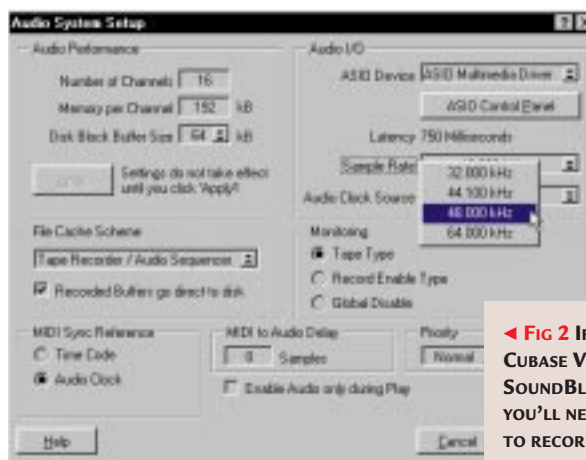 Audio System Setup
Audio Performance
Number of Channels 16
Memory per Channel 192 kB
Disk Block Buffer Size 64 kB
Settings do not take effect
until you click 'Apply'!
File Cache Scheme
Tape Recorder / Audio Sequencer
Recorded Buffers go direct to disk
MIDI Sync Reference
Time Code
Audio Clock
Audio I/O
ASIO Device ASIO Multimedia Driver
ASIO Control Panel
Latency 750 Milliseconds
Sample Rate
32.000 kHz
44.100 kHz
48.000 kHz
64.000 kHz
Audio Clock Source
Monitoring
Tape Type
Record Enable Type
Global Disable
MIDI to Audio Delay
0 Samples
Priority
Normal
Enable Audio only during Play
Help
Cancel
◄ FIG 2
CUBASE V
SOUNDBL
YOU'LL NE
TO RECOR